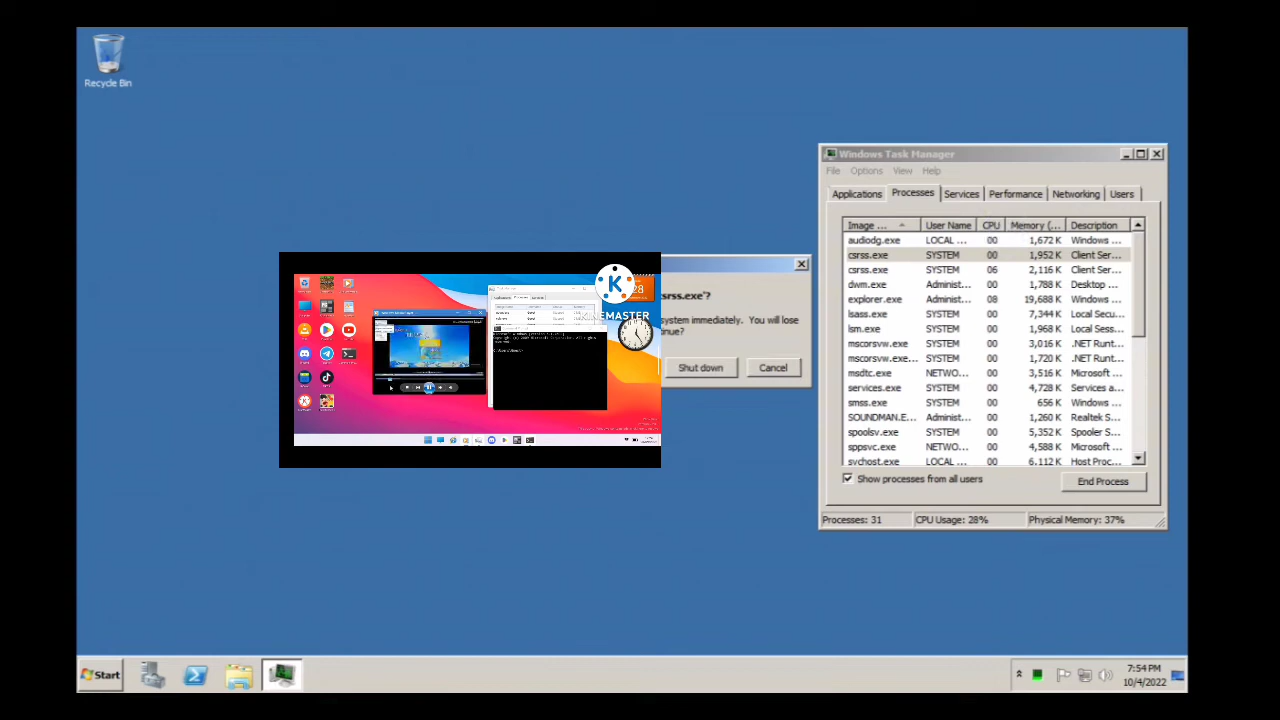 Recycle Bin
Windows Task Manager
File Options View Help
Applications Processes Services Performance Networking Users
Image ... User Name CPU Memory (... Description
audiodg.exe LOCAL ... 00 1,672 K Windows ...
csrss.exe SYSTEM 00 1,952 K Client Ser...
csrss.exe SYSTEM 06 2,116 K Client Ser...
dwm.exe Administ... 00 1,788 K Desktop ...
explorer.exe Administ... 08 19,688 K Windows ...
lsass.exe SYSTEM 00 7,344 K Local Secu...
lsm.exe SYSTEM 00 1,968 K Local Sess...
mscorsvw.exe SYSTEM 00 3,016 K .NET Runt...
mscorsvw.exe... SYSTEM 00 1,720 K .NET Runt...
msdtc.exe NETWO... 00 3,516 K Microsoft ...
services.exe SYSTEM 00 4,728 K Services a...
smss.exe SYSTEM 00 656 K Windows ...
SOUNDMAN.E... Administ... 00 1,260 K Realtek S...
spoolsv.exe SYSTEM 00 5,352 K Spooler S...
sppsvc.exe NETWO... 00 4,588 K Microsoft ...
svchost.exe LOCAL ... 00 6,112 K Host Proc...
Show processes from all users
End Process
Processes: 31 CPU Usage: 28% Physical Memory: 37%
csrss.exe'?
system immediately. You will lose
nue?
Shut down Cancel
K
28
KINEMASTER
Start
7:54 PM
10/4/2022